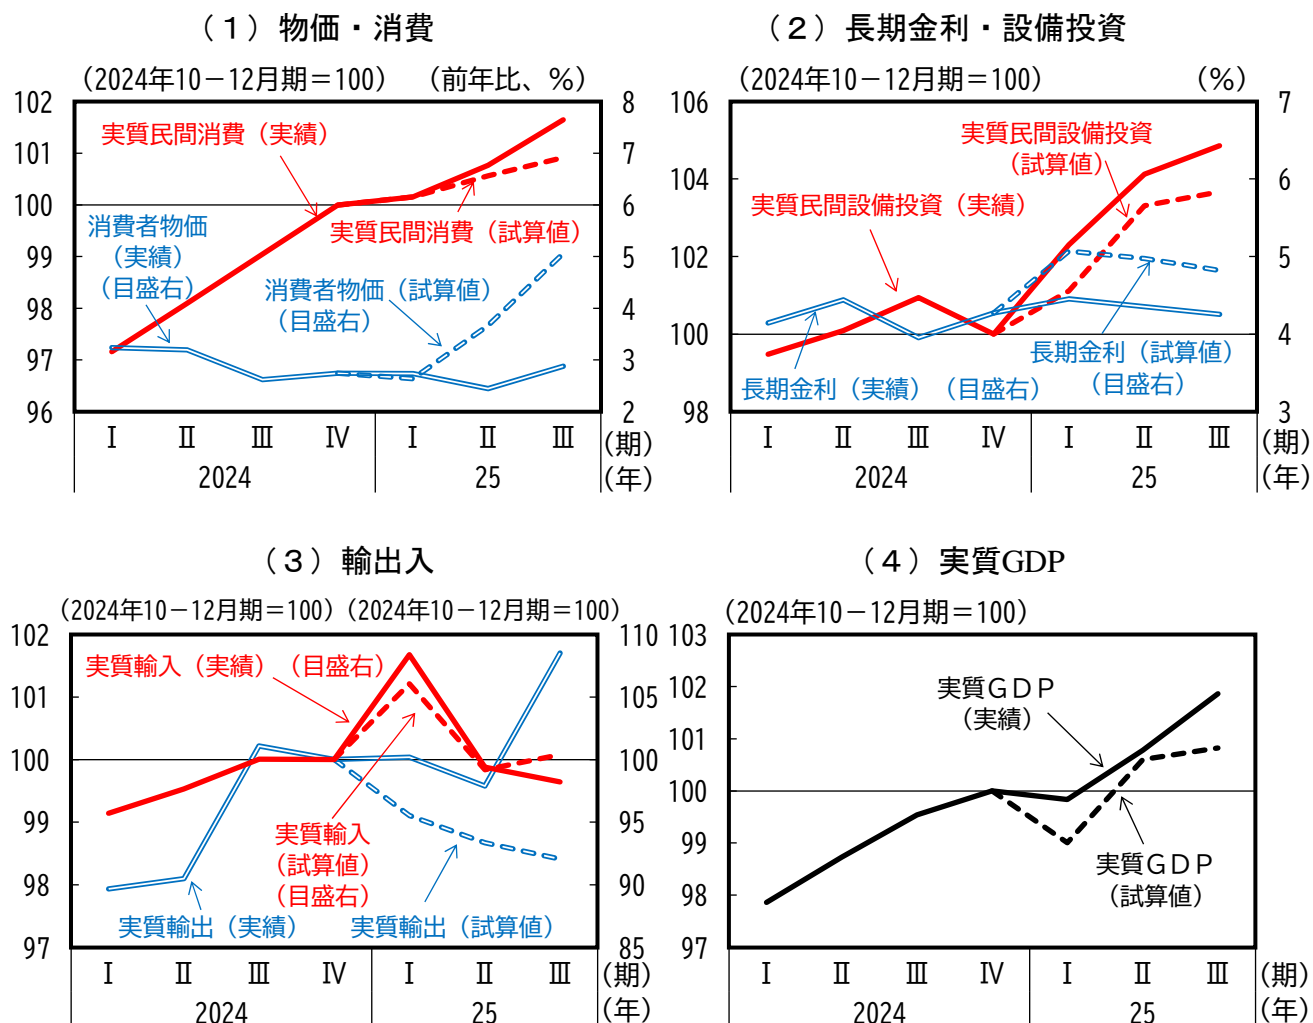 （１）物価・消費
（2024年10－12月期＝100）
（前年比、％）
102
101
100
99
98
97
96
8
7
6
5
4
3
2
実質民間消費（実績）
消費者物価
（実績）
（目盛右）
実質民間消費（試算値）
消費者物価（試算値）
（目盛右）
Ⅰ Ⅱ Ⅲ Ⅳ Ⅰ Ⅱ Ⅲ （期）
2024 25 （年）
（２）長期金利・設備投資
（2024年10－12月期＝100）
（％）
106
104
102
100
98
7
6
5
4
3
実質民間設備投資
（試算値）
実質民間設備投資（実績）
長期金利（試算値）
（目盛右）
長期金利（実績）（目盛右）
Ⅰ Ⅱ Ⅲ Ⅳ Ⅰ Ⅱ Ⅲ （期）
2024 25 （年）
（３）輸出入
（2024年10－12月期＝100）（2024年10－12月期＝100）
102
101
100
99
98
97
110
105
100
95
90
85
実質輸入（実績）（目盛右）
実質輸入
（試算値）
（目盛右）
実質輸出（実績）
実質輸出（試算値）
Ⅰ Ⅱ Ⅲ Ⅳ Ⅰ Ⅱ Ⅲ （期）
2024 25 （年）
（４）実質GDP
（2024年10－12月期＝100）
103
102
101
100
99
98
97
実質ＧＤＰ
（実績）
実質ＧＤＰ
（試算値）
Ⅰ Ⅱ Ⅲ Ⅳ Ⅰ Ⅱ Ⅲ （期）
2024 25 （年）